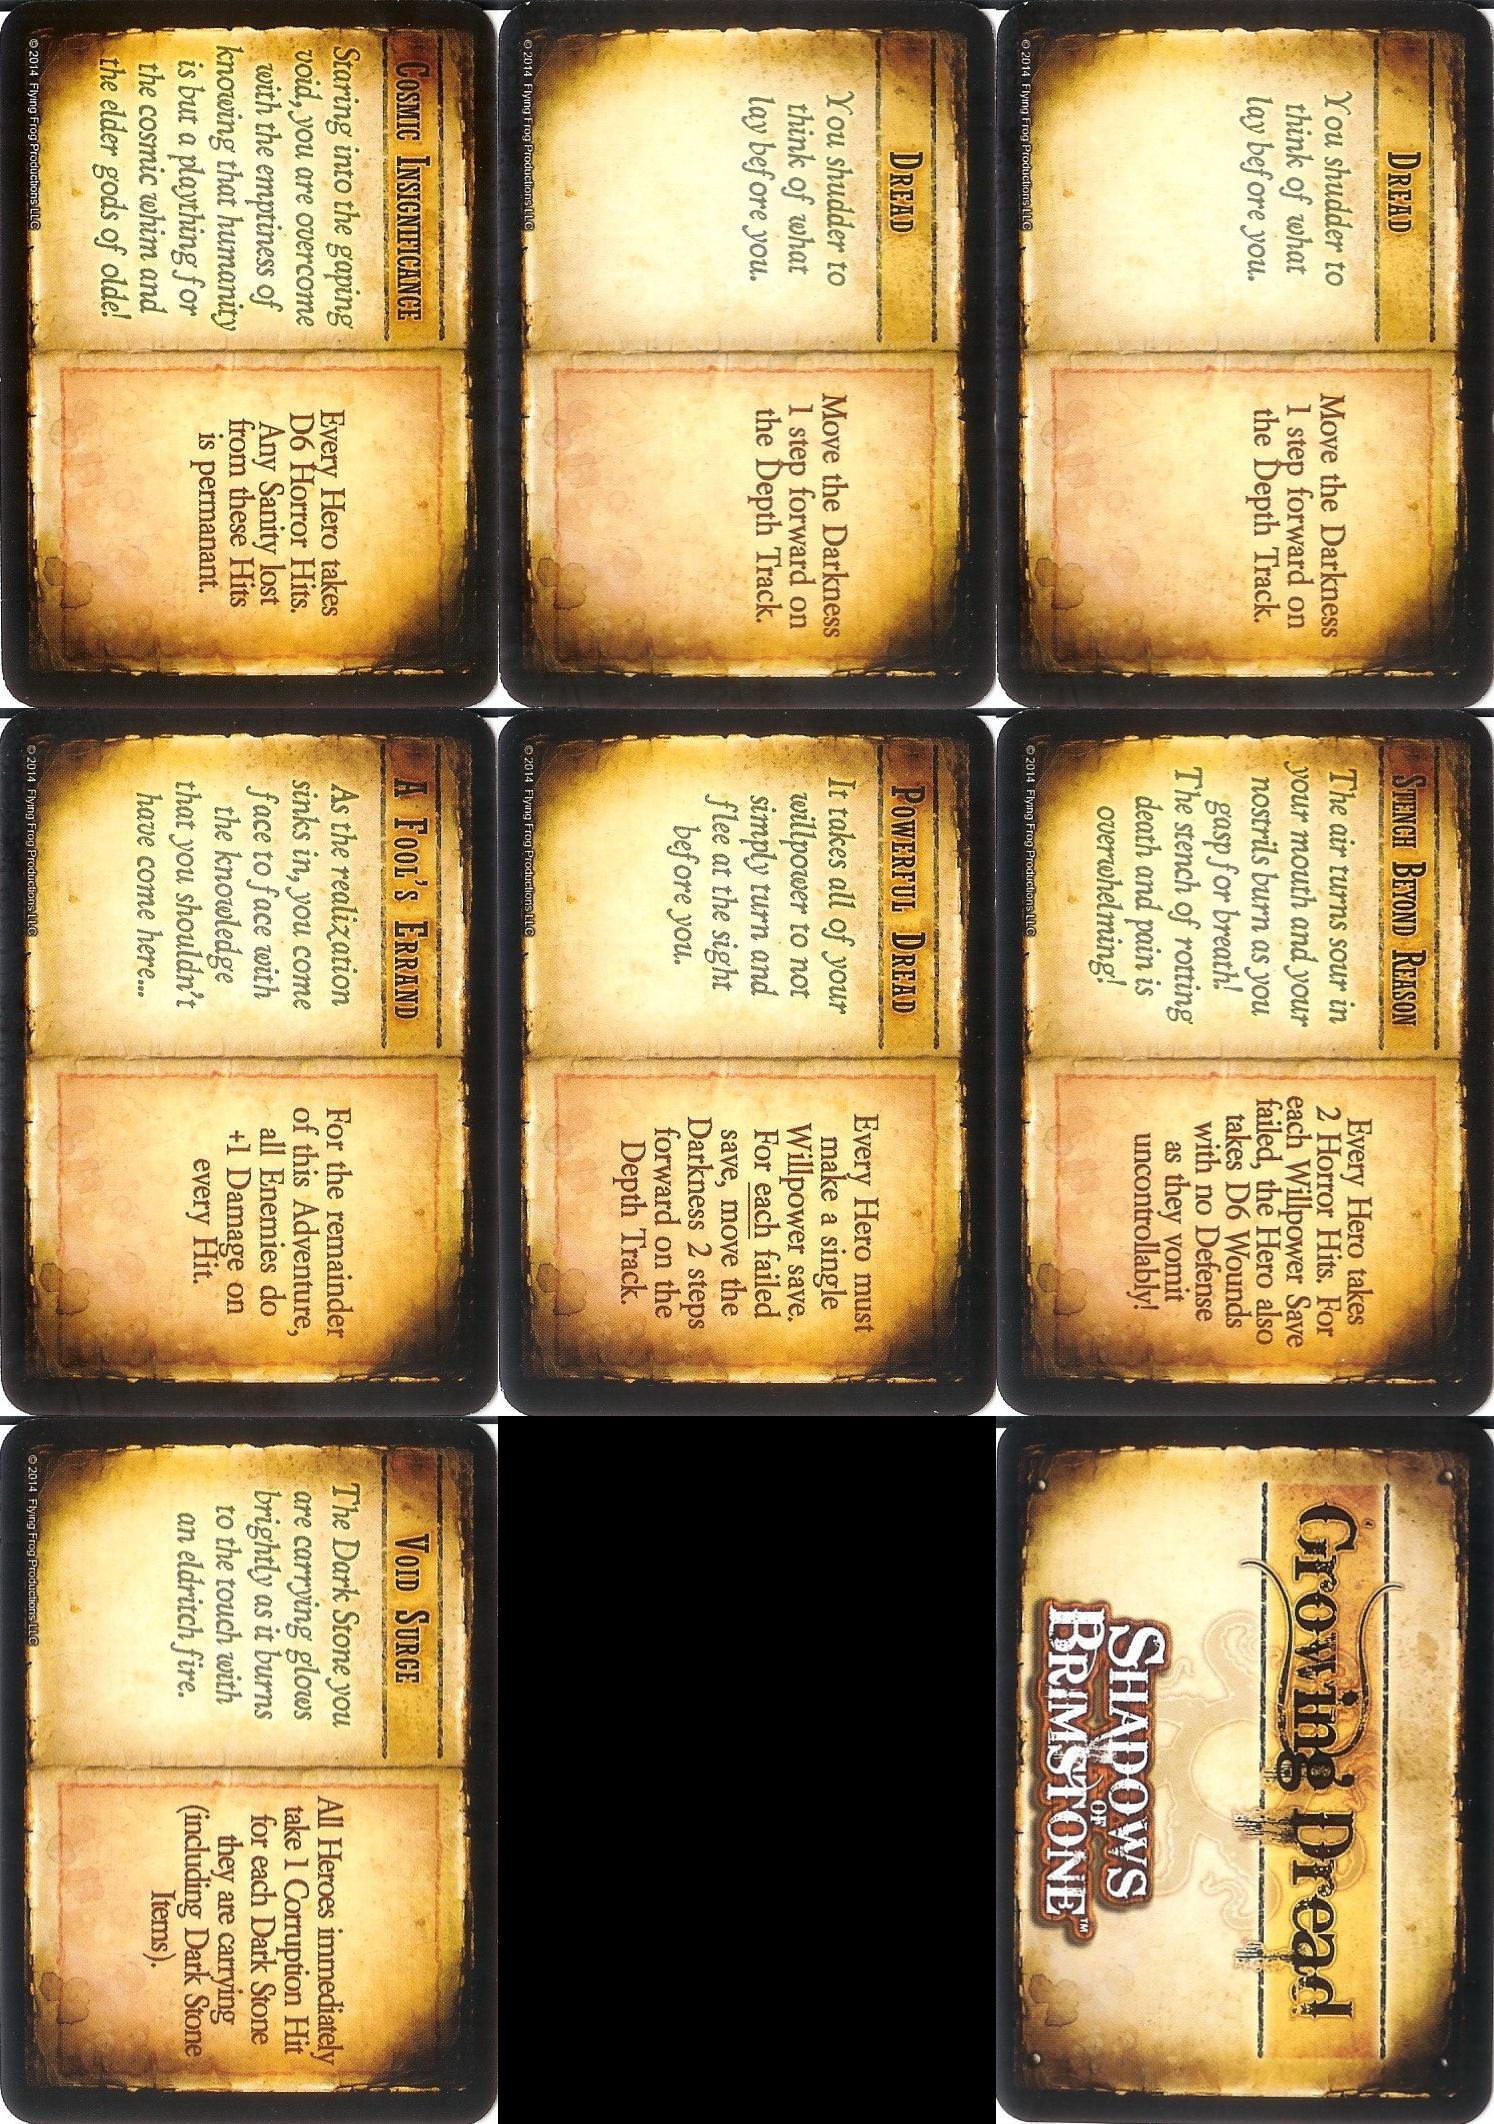 COSMIC INSIGNIFICANCE
Staring into the gaping
void, you are overcome
with the emptiness of
knowing that humanity
is but a plaything for
the cosmic whim and
the elder gods of olde!
Every Hero takes
D6 Horror Hits.
Any Sanity lost
from these Hits
is permanant.
© 2014 Flying Frog Productions LLC
DREAD
You shudder to
think of what
lay before you.
Move the Darkness
1 step forward on
the Depth Track.
© 2014 Flying Frog Productions LLC
DREAD
You shudder to
think of what
lay before you.
Move the Darkness
1 step forward on
the Depth Track.
© 2014 Flying Frog Productions LLC
A FOOL'S ERRAND
As the realization
sinks in, you come
face to face with
the knowledge
that you shouldn't
have come here...
For the remainder
of this Adventure,
all Enemies do
+1 Damage on
every Hit.
© 2014 Flying Frog Productions LLC
POWERFUL DREAD
It takes all of your
willpower to not
simply turn and
flee at the sight
before you.
Every Hero must
make a single
Willpower save.
For each failed
save, move the
Darkness 2 steps
forward on the
Depth Track.
© 2014 Flying Frog Productions LLC
STENCH BEYOND REASON
The air turns sour in
your mouth and your
nostrils burn as you
gasp for breath!
The stench of rotting
death and pain is
overwhelming!
Every Hero takes
2 Horror Hits. For
each Willpower Save
failed, the Hero also
takes D6 Wounds
with no Defense
as they vomit
uncontrollably!
© 2014 Flying Frog Productions LLC
VOID SURGE
The Dark Stone you
are carrying glows
brightly as it burns
to the touch with
an eldritch fire.
All Heroes immediately
take 1 Corruption Hit
for each Dark Stone
they are carrying
(including Dark Stone
Items).
© 2014 Flying Frog Productions LLC
Growing Dread
SHADOWS
OF
BRIMSTONE™